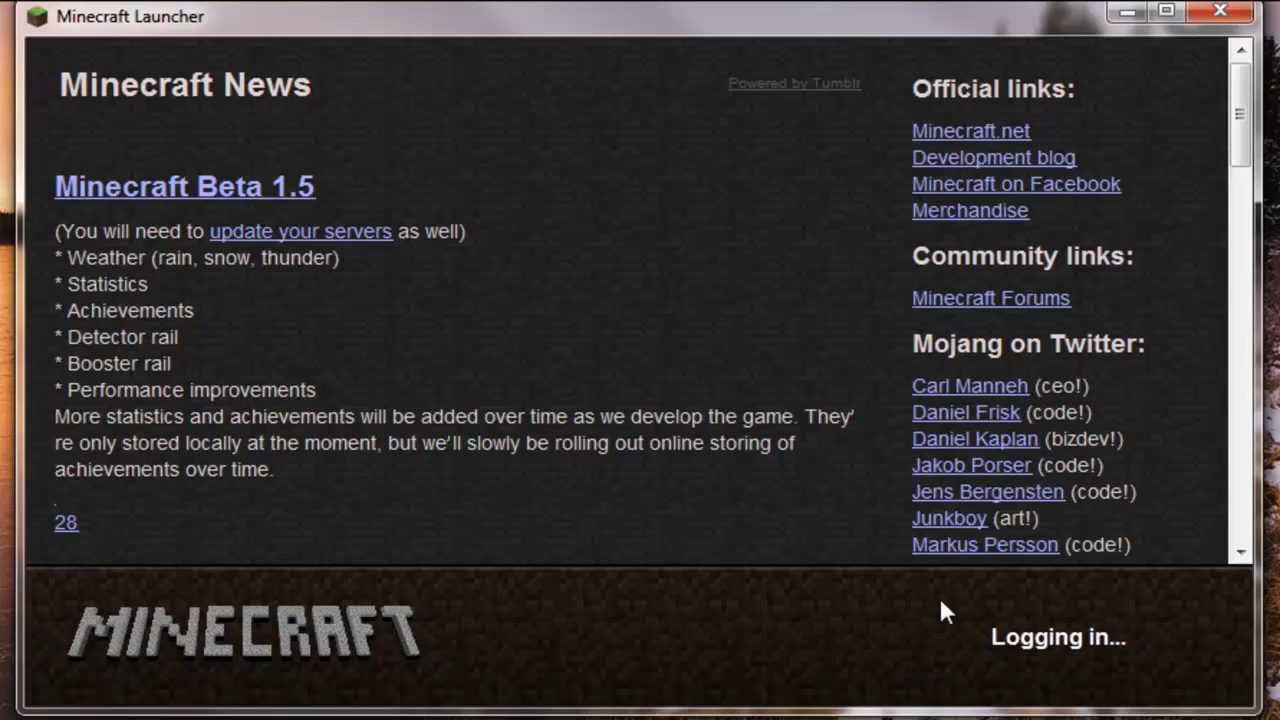 Minecraft Launcher
Minecraft News
Powered by Tumblr
Minecraft Beta 1.5
(You will need to update your servers as well)
* Weather (rain, snow, thunder)
* Statistics
* Achievements
* Detector rail
* Booster rail
* Performance improvements
More statistics and achievements will be added over time as we develop the game. They'
re only stored locally at the moment, but we'll slowly be rolling out online storing of
achievements over time.
.
28
Official links:
Minecraft.net
Development blog
Minecraft on Facebook
Merchandise
Community links:
Minecraft Forums
Mojang on Twitter:
Carl Manneh (ceo!)
Daniel Frisk (code!)
Daniel Kaplan (bizdev!)
Jakob Porser (code!)
Jens Bergensten (code!)
Junkboy (art!)
Markus Persson (code!)
MINECRAFT
Logging in...